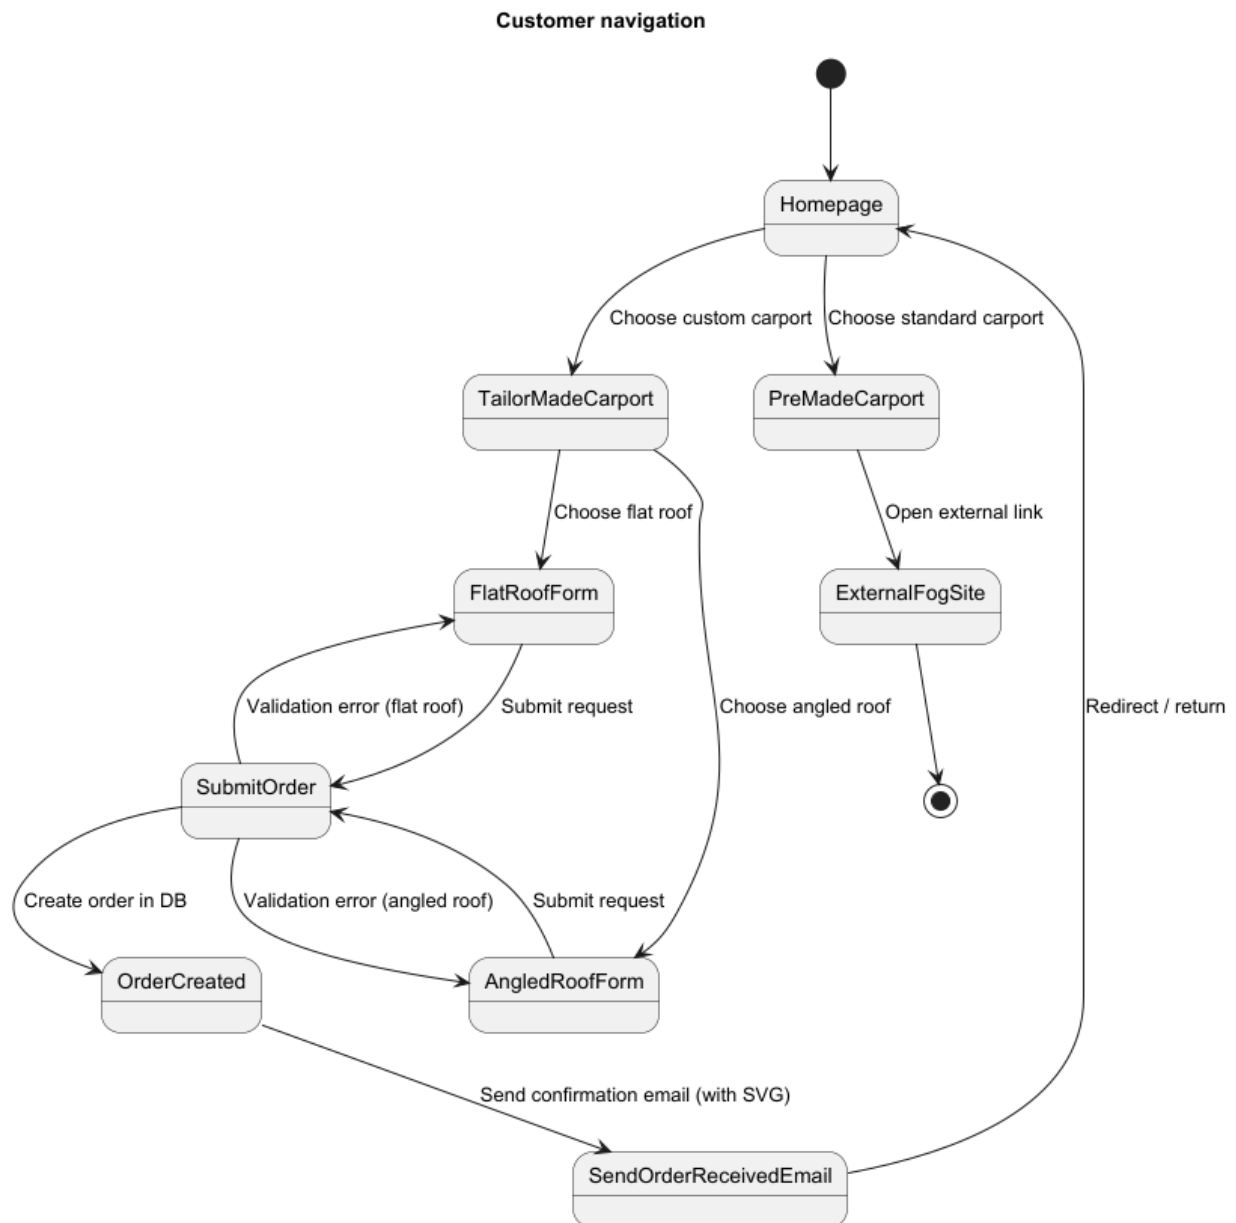 Customer navigation
Homepage
Choose custom carport
Choose standard carport
TailorMadeCarport
PreMadeCarport
Choose flat roof
Open external link
FlatRoofForm
ExternalFogSite
Validation error (flat roof)
Submit request
Choose angled roof
Redirect / return
SubmitOrder
Create order in DB
Validation error (angled roof)
Submit request
OrderCreated
AngledRoofForm
Send confirmation email (with SVG)
SendOrderReceivedEmail